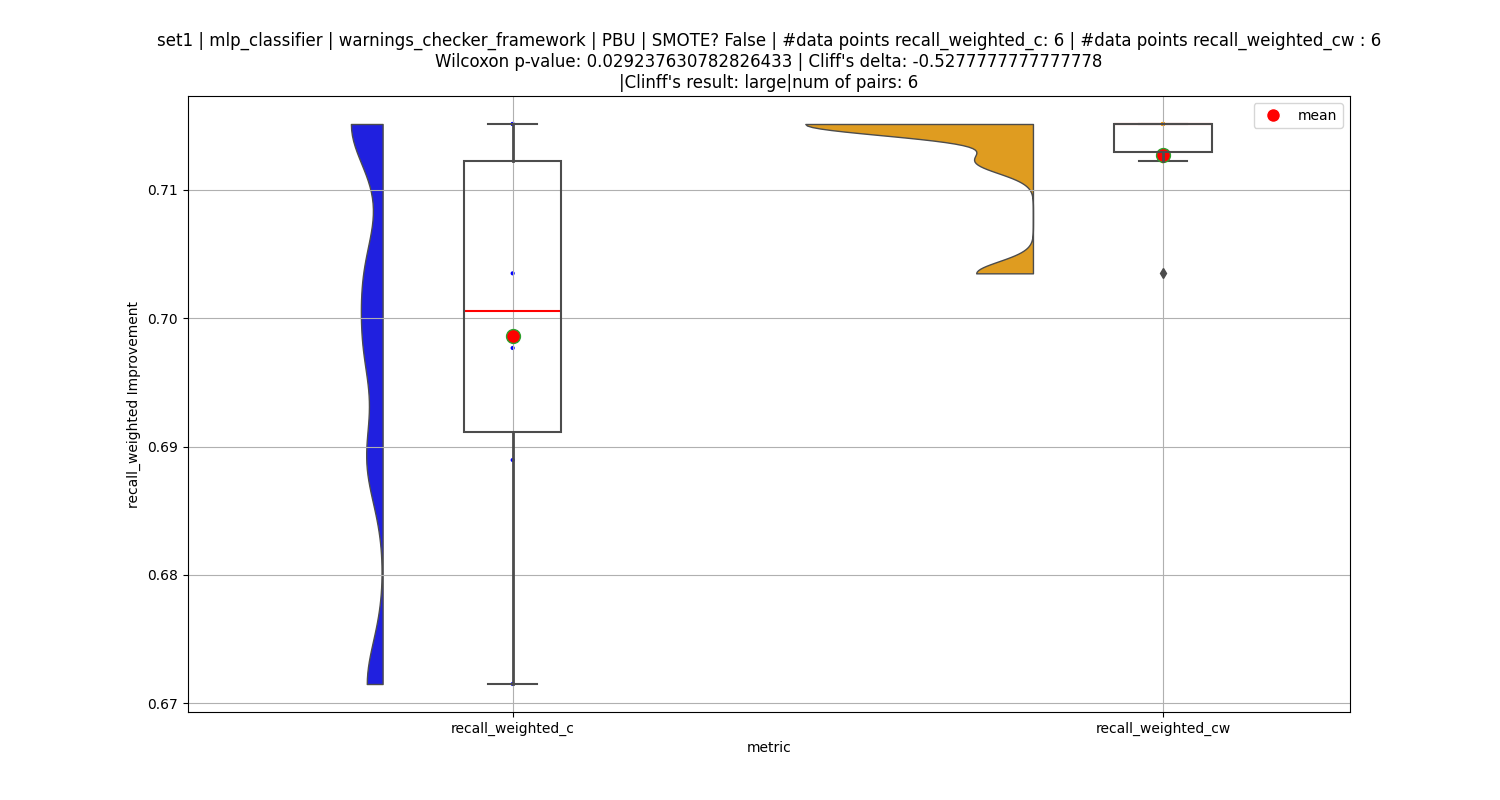 set1 | mlp_classifier | warnings_checker_framework | PBU | SMOTE? False | #data points recall_weighted_c: 6 | #data points recall_weighted_cw : 6
Wilcoxon p-value: 0.029237630782826433 | Cliff's delta: -0.5277777777777778
|Clinff's result: large|num of pairs: 6
mean
0.71
0.70
0.69
0.68
0.67
recall_weighted Improvement
recall_weighted_c
recall_weighted_cw
metric